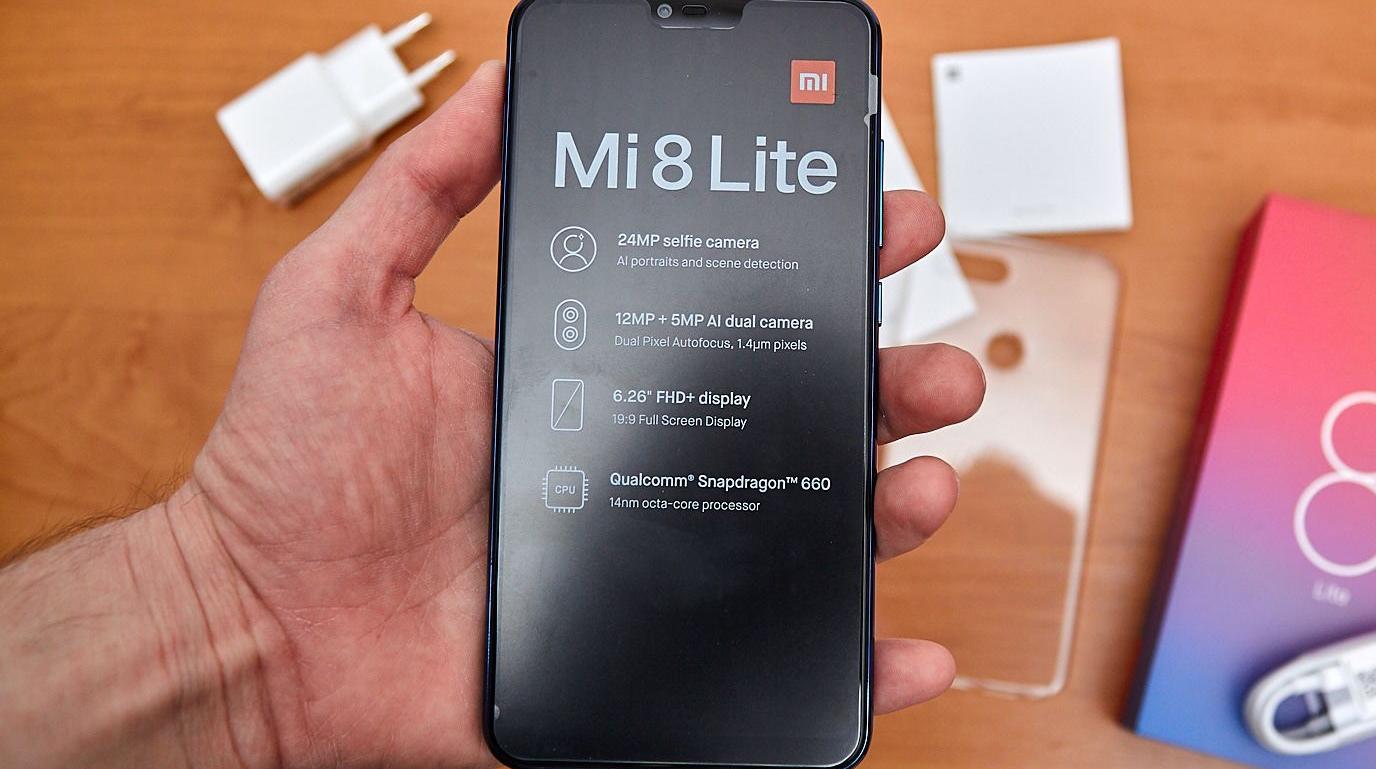 mi
Mi 8 Lite
24MP selfie camera
AI portraits and scene detection
12MP + 5MP AI dual camera
Dual Pixel Autofocus, 1.4μm pixels
6.26" FHD+ display
19:9 Full Screen Display
CPU
Qualcomm® Snapdragon™ 660
14nm octa-core processor
8
Lite